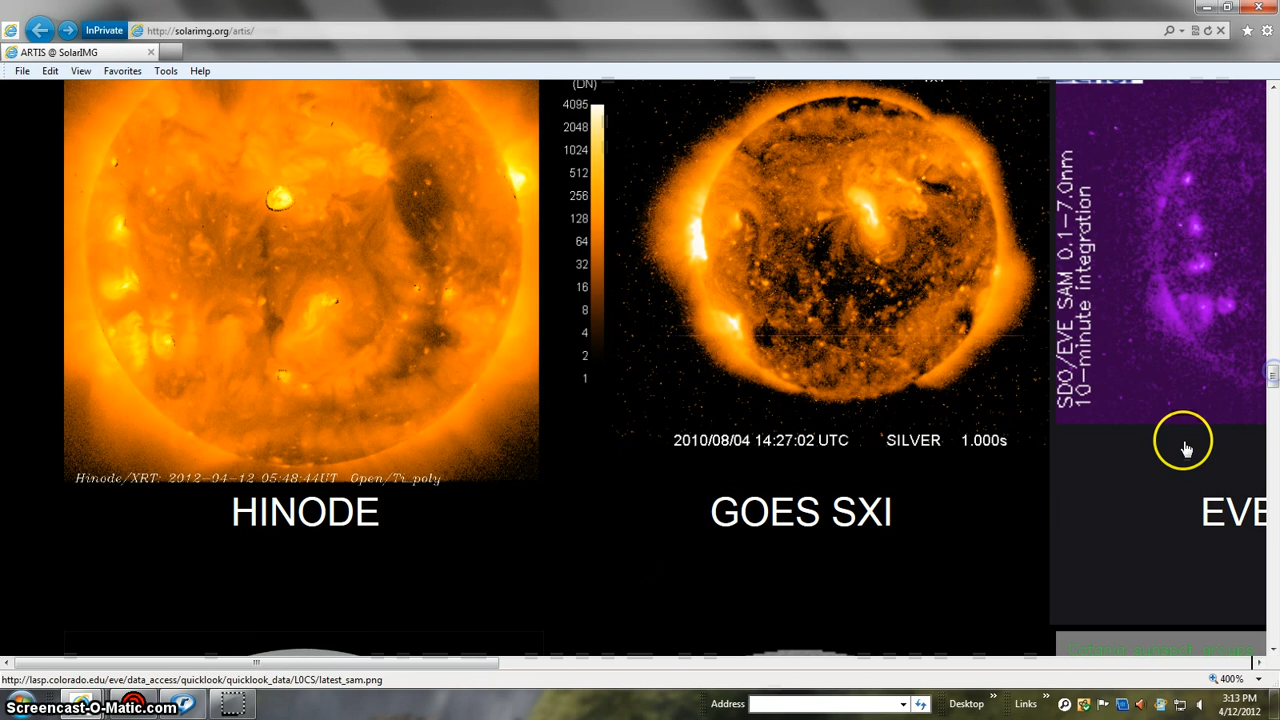 InPrivate
http://solarimg.org/artis/
ARTIS @ SolarIMG
File Edit View Favorites Tools Help
(DN)
4095
2048
1024
512
256
128
64
32
16
8
4
2
1
SDO/EVE SAM 0.1-7.0nm
10-minute integration
2010/08/04 14:27:02 UTC SILVER 1.000s
Hinode/XRT: 2012-04-12 05:48:44UT Open/Ti_poly
HINODE
GOES SXI
EVE
http://lasp.colorado.edu/eve/data_access/quicklook/quicklook_data/L0CS/latest_sam.png
400%
Screencast-O-Matic.com
Address
Desktop
Links
3:13 PM
4/12/2012